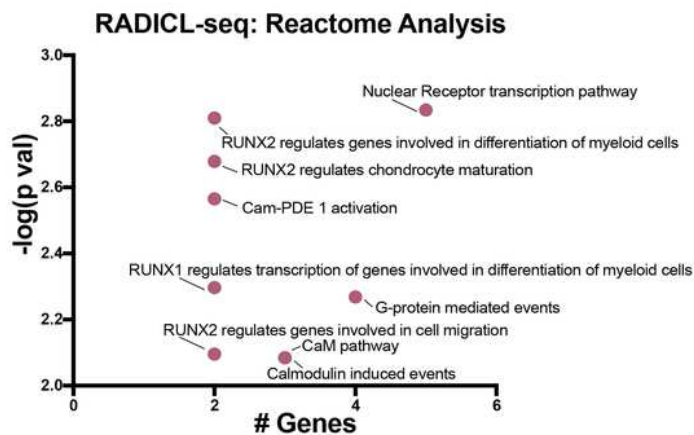 RADICL-seq: Reactome Analysis
3.0
Nuclear Receptor transcription pathway
2.8
RUNX2 regulates genes involved in differentiation of myeloid cells
RUNX2 regulates chondrocyte maturation
2.6
Cam-PDE 1 activation
-log(p val)
2.4
RUNX1 regulates transcription of genes involved in differentiation of myeloid cells
G-protein mediated events
2.2
RUNX2 regulates genes involved in cell migration
CaM pathway
Calmodulin induced events
2.0
0 2 4 6
# Genes